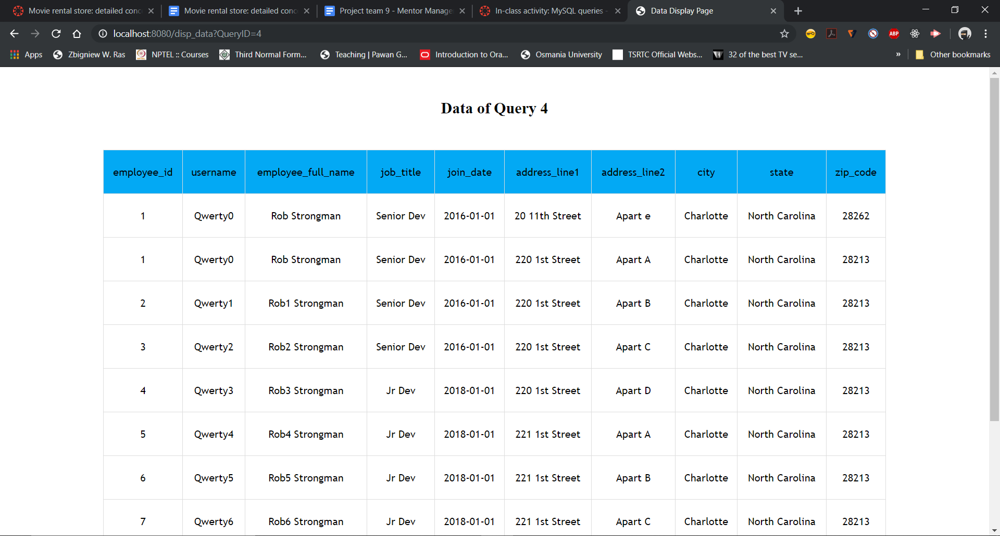 Movie rental store: detailed conc Movie rental store: detailed conc Project team 9 - Mentor Manage In-class activity: MySQL queries - Data Display Page
localhost:8080/disp_data?QueryID=4 ABP
Apps Zbigniew W. Ras NPTEL :: Courses Third Normal Form... Teaching | Pawan G... Introduction to Ora... Osmania University TSRTC Official Webs... 32 of the best TV se... » Other bookmarks
Data of Query 4
employee_id username employee_full_name job_title join_date address_line1 address_line2 city state zip_code
1 Qwerty0 Rob Strongman Senior Dev 2016-01-01 20 11th Street Apart e Charlotte North Carolina 28262
1 Qwerty0 Rob Strongman Senior Dev 2016-01-01 220 1st Street Apart A Charlotte North Carolina 28213
2 Qwerty1 Rob1 Strongman Senior Dev 2016-01-01 220 1st Street Apart B Charlotte North Carolina 28213
3 Qwerty2 Rob2 Strongman Senior Dev 2016-01-01 220 1st Street Apart C Charlotte North Carolina 28213
4 Qwerty3 Rob3 Strongman Jr Dev 2018-01-01 220 1st Street Apart D Charlotte North Carolina 28213
5 Qwerty4 Rob4 Strongman Jr Dev 2018-01-01 221 1st Street Apart A Charlotte North Carolina 28213
6 Qwerty5 Rob5 Strongman Jr Dev 2018-01-01 221 1st Street Apart B Charlotte North Carolina 28213
7 Qwerty6 Rob6 Strongman Jr Dev 2018-01-01 221 1st Street Apart C Charlotte North Carolina 28213